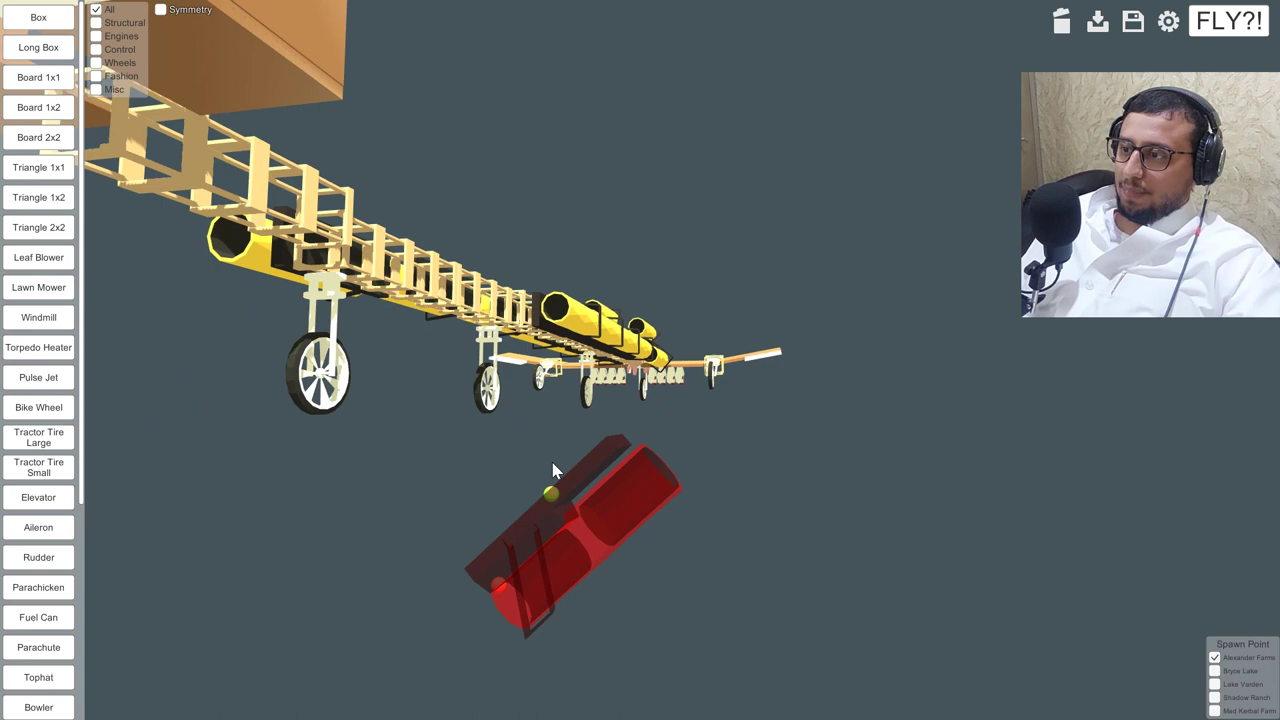 Box
Long Box
Board 1x1
Board 1x2
Board 2x2
Triangle 1x1
Triangle 1x2
Triangle 2x2
Leaf Blower
Lawn Mower
Windmill
Torpedo Heater
Pulse Jet
Bike Wheel
Tractor Tire
Large
Tractor Tire
Small
Elevator
Aileron
Rudder
Parachicken
Fuel Can
Parachute
Tophat
Bowler
All
Structural
Engines
Control
Wheels
Fashion
Misc
Symmetry
FLY?!
Spawn Point
Alexander Farms
Bryce Lake
Lake Varden
Shadow Ranch
Mad Kerbal Farm